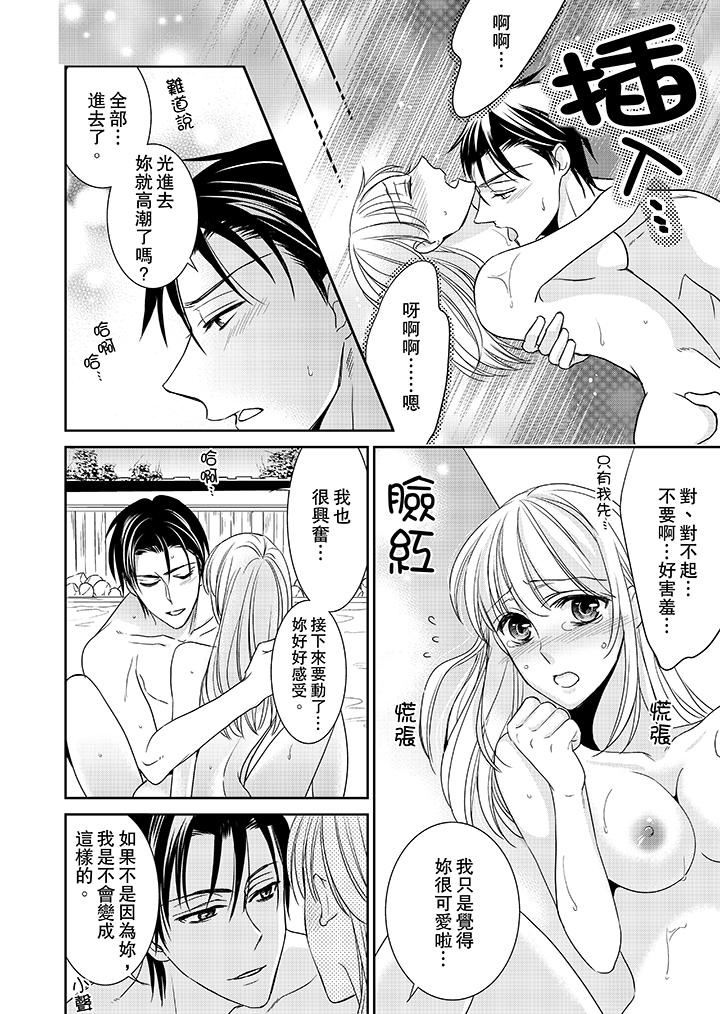 啊啊…
插入…
呀啊啊……嗯
難道說
光進去
妳就高潮了嗎？
全部…
進去了。
哈啊
哈…
對、對不起…
不要啊…好害羞…
只有我先…
臉紅
慌張
慌張
我只是覺得
妳很可愛啦…
哈啊…
我也
很興奮…
接下來要動了…
妳好好感受。
如果不是因為妳，
我是不會變成
這樣的。
小聲